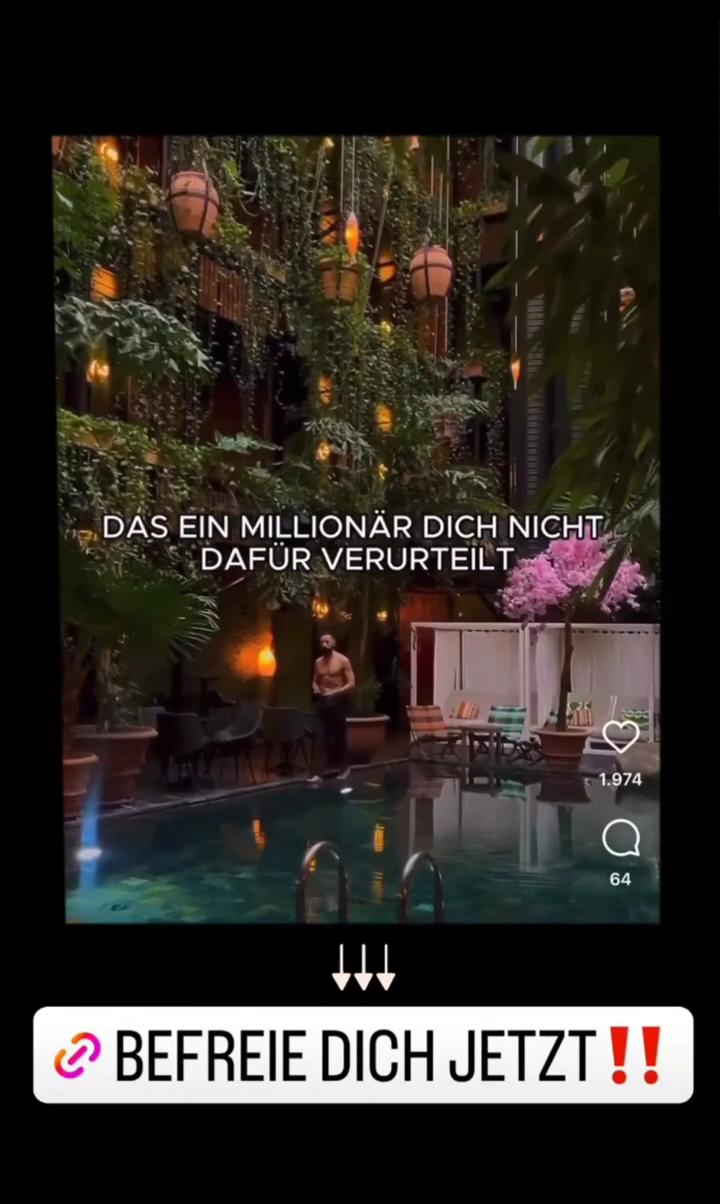 DAS EIN MILLIONÄR DICH NICHT
DAFÜR VERURTEILT
1.974
64
↓↓↓
BEFREIE DICH JETZT‼️